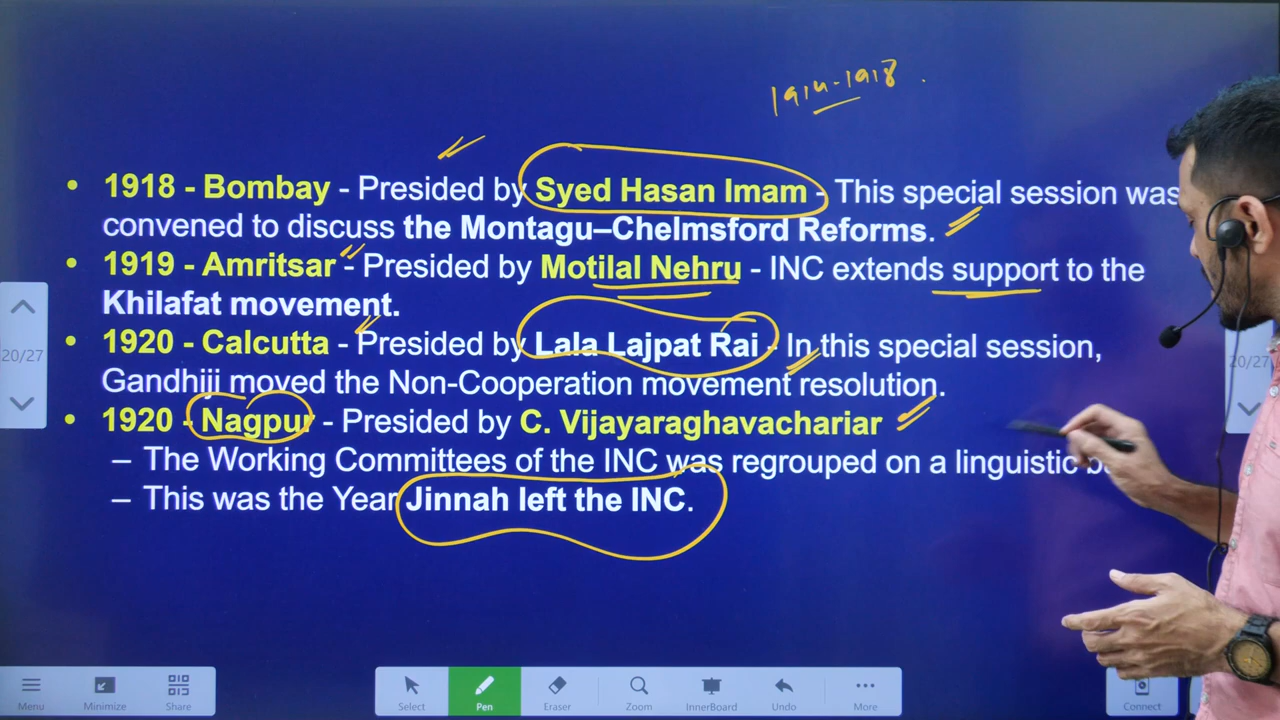 1914-1918
• 1918 - Bombay - Presided by Syed Hasan Imam - This special session was
convened to discuss the Montagu–Chelmsford Reforms.
• 1919 - Amritsar - Presided by Motilal Nehru - INC extends support to the
Khilafat movement.
• 1920 - Calcutta - Presided by Lala Lajpat Rai - In this special session,
Gandhiji moved the Non-Cooperation movement resolution.
• 1920 - Nagpur - Presided by C. Vijayaraghavachariar
– The Working Committees of the INC was regrouped on a linguistic
– This was the Year Jinnah left the INC.
20/27
20/27
Menu Minimize Share Select Pen Eraser Zoom InnerBoard Undo More Connect